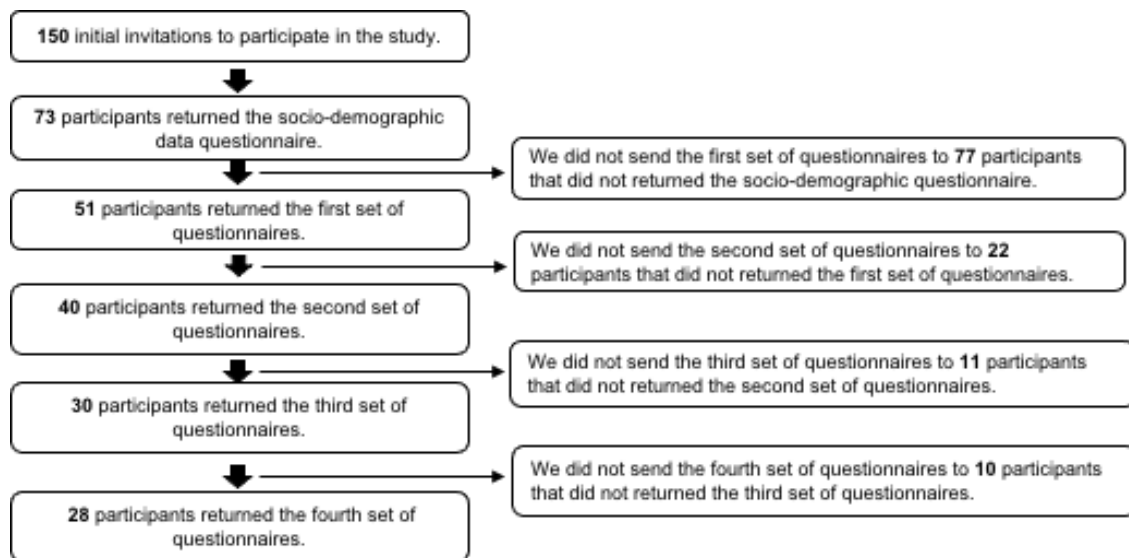 150 initial invitations to participate in the study.
73 participants returned the socio-demographic
data questionnaire.
We did not send the first set of questionnaires to 77 participants
that did not returned the socio-demographic questionnaire.
51 participants returned the first set of
questionnaires.
We did not send the second set of questionnaires to 22
participants that did not returned the first set of questionnaires.
40 participants returned the second set of
questionnaires.
We did not send the third set of questionnaires to 11 participants
that did not returned the second set of questionnaires.
30 participants returned the third set of
questionnaires.
We did not send the fourth set of questionnaires to 10 participants
that did not returned the third set of questionnaires.
28 participants returned the fourth set of
questionnaires.